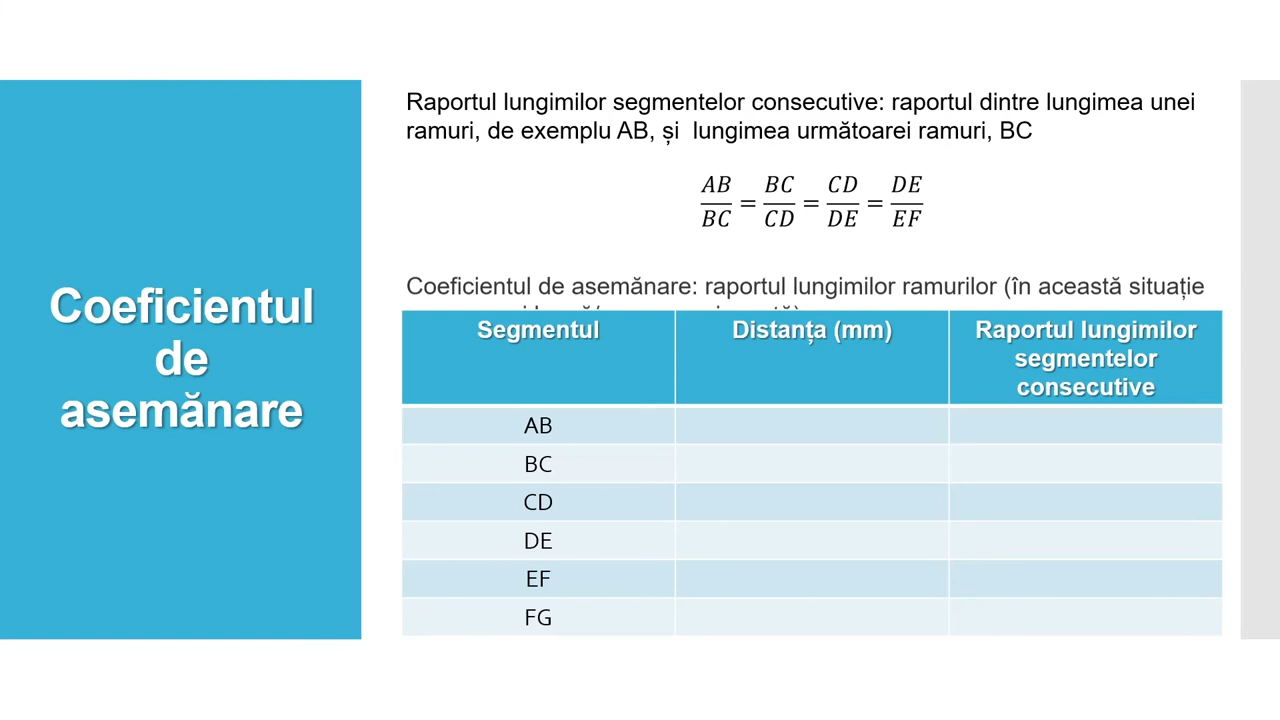 Coeficientul
de
asemănare
Raportul lungimilor segmentelor consecutive: raportul dintre lungimea unei
ramuri, de exemplu AB, și lungimea următoarei ramuri, BC
AB/BC = BC/CD = CD/DE = DE/EF
Coeficientul de asemănare: raportul lungimilor ramurilor (în această situație
Segmentul | Distanța (mm) | Raportul lungimilor
segmentelor
consecutive
AB
BC
CD
DE
EF
FG